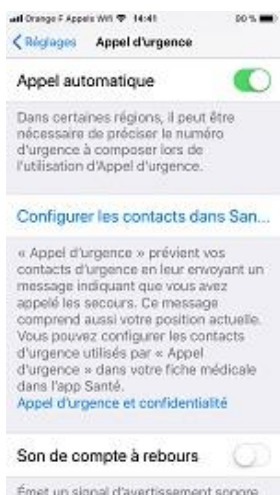 Orange F Appels Wifi 14:41 80 %
Réglages Appel d'urgence
Appel automatique
Dans certaines régions, il peut être
nécessaire de préciser le numéro
d'urgence à composer lors de
l'utilisation d'Appel d'urgence.
Configurer les contacts dans San...
« Appel d'urgence » prévient vos
contacts d'urgence en leur envoyant un
message indiquant que vous avez
appelé les secours. Ce message
comprend aussi votre position actuelle.
Vous pouvez configurer les contacts
d'urgence utilisés par « Appel
d'urgence » dans votre fiche médicale
dans l'app Santé.
Appel d'urgence et confidentialité
Son de compte à rebours
Émet un signal d'avertissement sonore